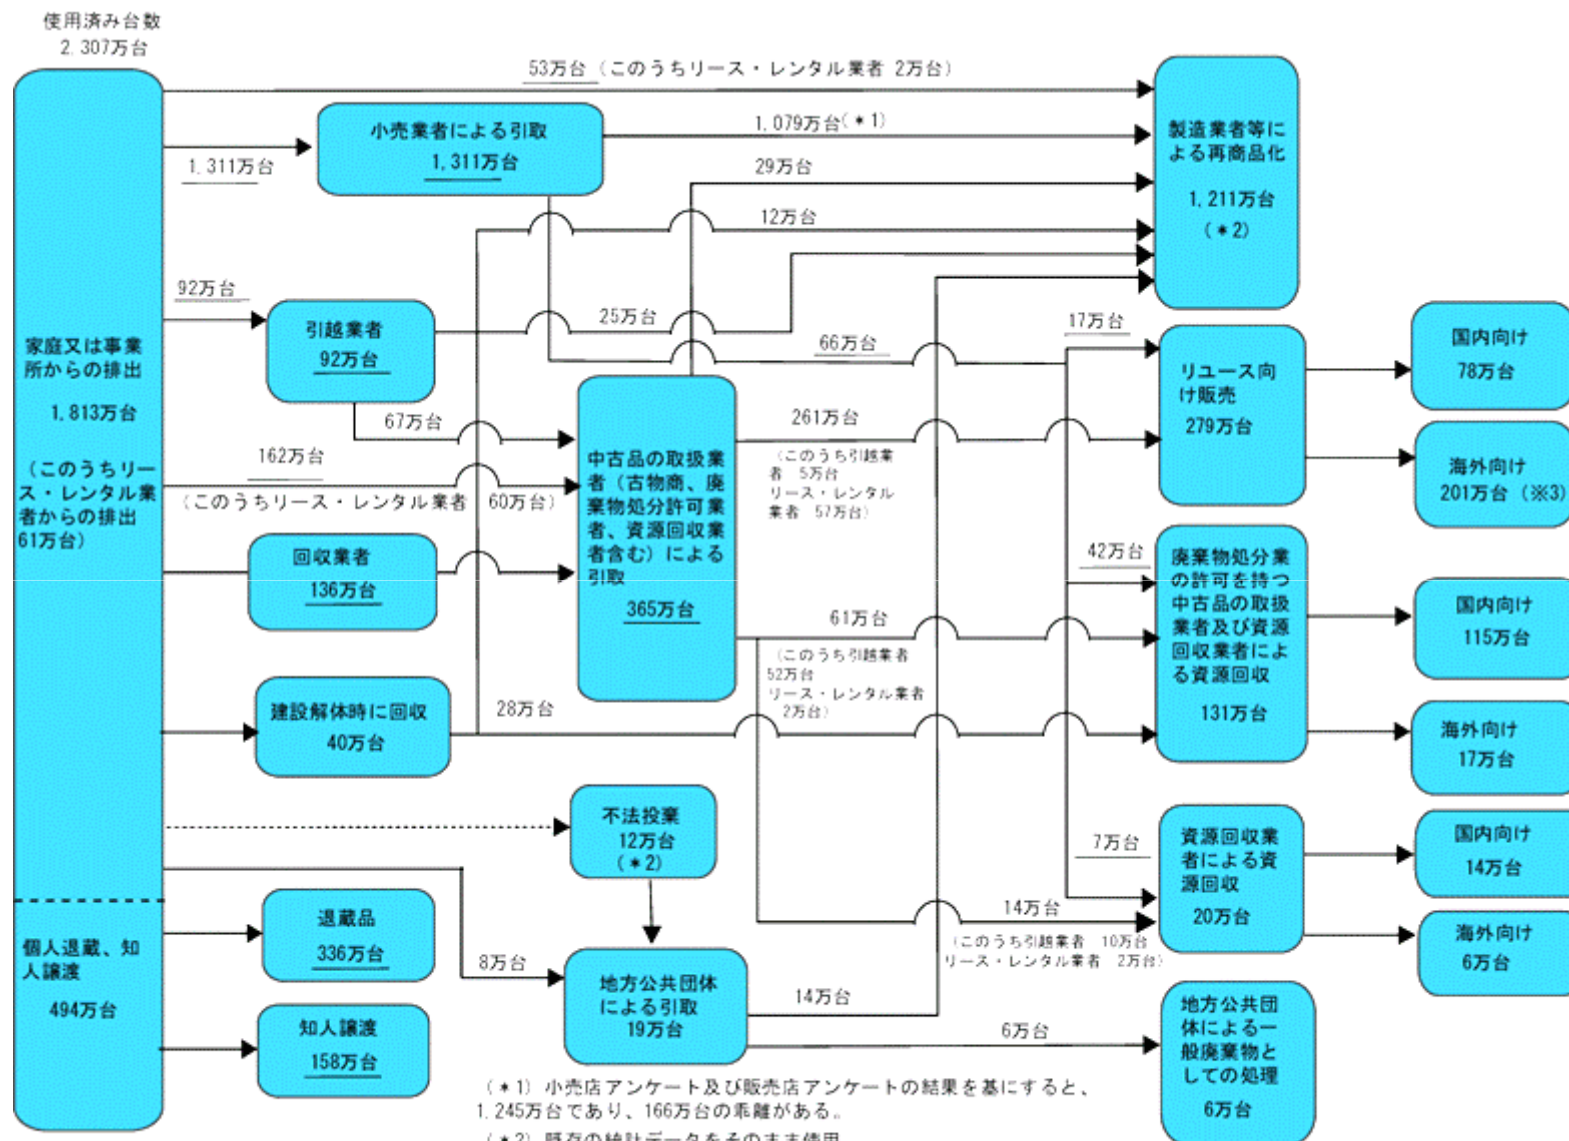 使用済み台数
2,307万台
53万台（このうちリース・レンタル業者 2万台）
小売業者による引取
1,311万台
1,311万台
1,079万台(＊1)
29万台
12万台
製造業者等に
よる再商品化
1,211万台
(＊2)
92万台
引越業者
92万台
25万台
66万台
17万台
67万台
家庭又は事業
所からの排出
1,813万台
（このうちリー
ス・レンタル業
者からの排出
61万台）
162万台
（このうちリース・レンタル業者 60万台）
中古品の取扱業
者（古物商、廃
棄物処分許可業
者、資源回収業
者含む）による
引取
365万台
261万台
（このうち引越業
者 5万台
リース・レンタル
業者 57万台）
リユース向
け販売
279万台
国内向け
78万台
海外向け
201万台（※3）
回収業者
136万台
42万台
61万台
（このうち引越業者
52万台
リース・レンタル業者
2万台）
廃棄物処分業
の許可を持つ
中古品の取扱
業者及び資源
回収業者によ
る資源回収
131万台
国内向け
115万台
海外向け
17万台
建設解体時に回収
40万台
28万台
不法投棄
12万台
(＊2)
7万台
14万台
（このうち引越業者 10万台
リース・レンタル業者 2万台）
資源回収業
者による資
源回収
20万台
国内向け
14万台
海外向け
6万台
個人退蔵、知
人譲渡
494万台
退蔵品
336万台
知人譲渡
158万台
8万台
地方公共団体
による引取
19万台
14万台
6万台
地方公共団
体による一
般廃棄物と
しての処理
6万台
(＊1) 小売店アンケート及び販売店アンケートの結果を基にすると、
1,245万台であり、166万台の乖離がある。
(＊2) 既存の統計データをそのまま使用